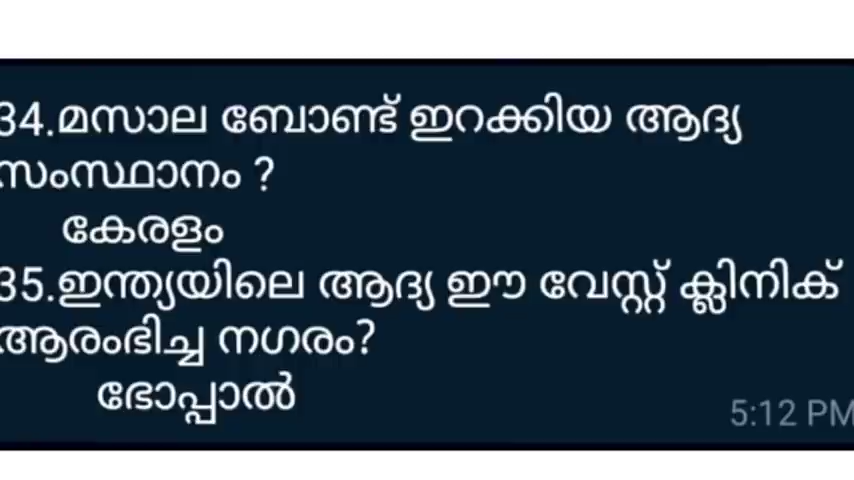 34.മസാല ബോണ്ട് ഇറക്കിയ ആദ്യ
സംസ്ഥാനം ?
കേരളം
35.ഇന്ത്യയിലെ ആദ്യ ഈ വേസ്റ്റ് ക്ലിനിക്
ആരംഭിച്ച നഗരം?
ഭോപ്പാൽ
5:12 PM